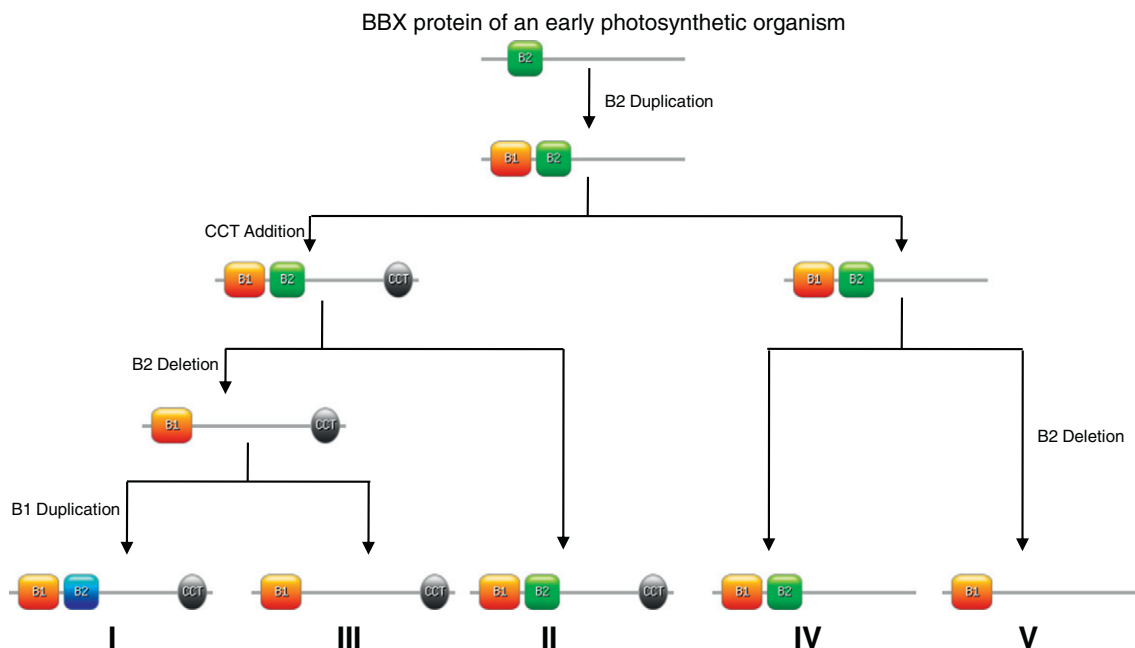 BBX protein of an early photosynthetic organism
B2
B2 Duplication
B1 B2
CCT Addition
B1 B2 CCT
B1 B2
B2 Deletion
B1 CCT
B2 Deletion
B1 Duplication
B1 B2 CCT
B1 CCT
B1 B2 CCT
B1 B2
B1
I
III
II
IV
V